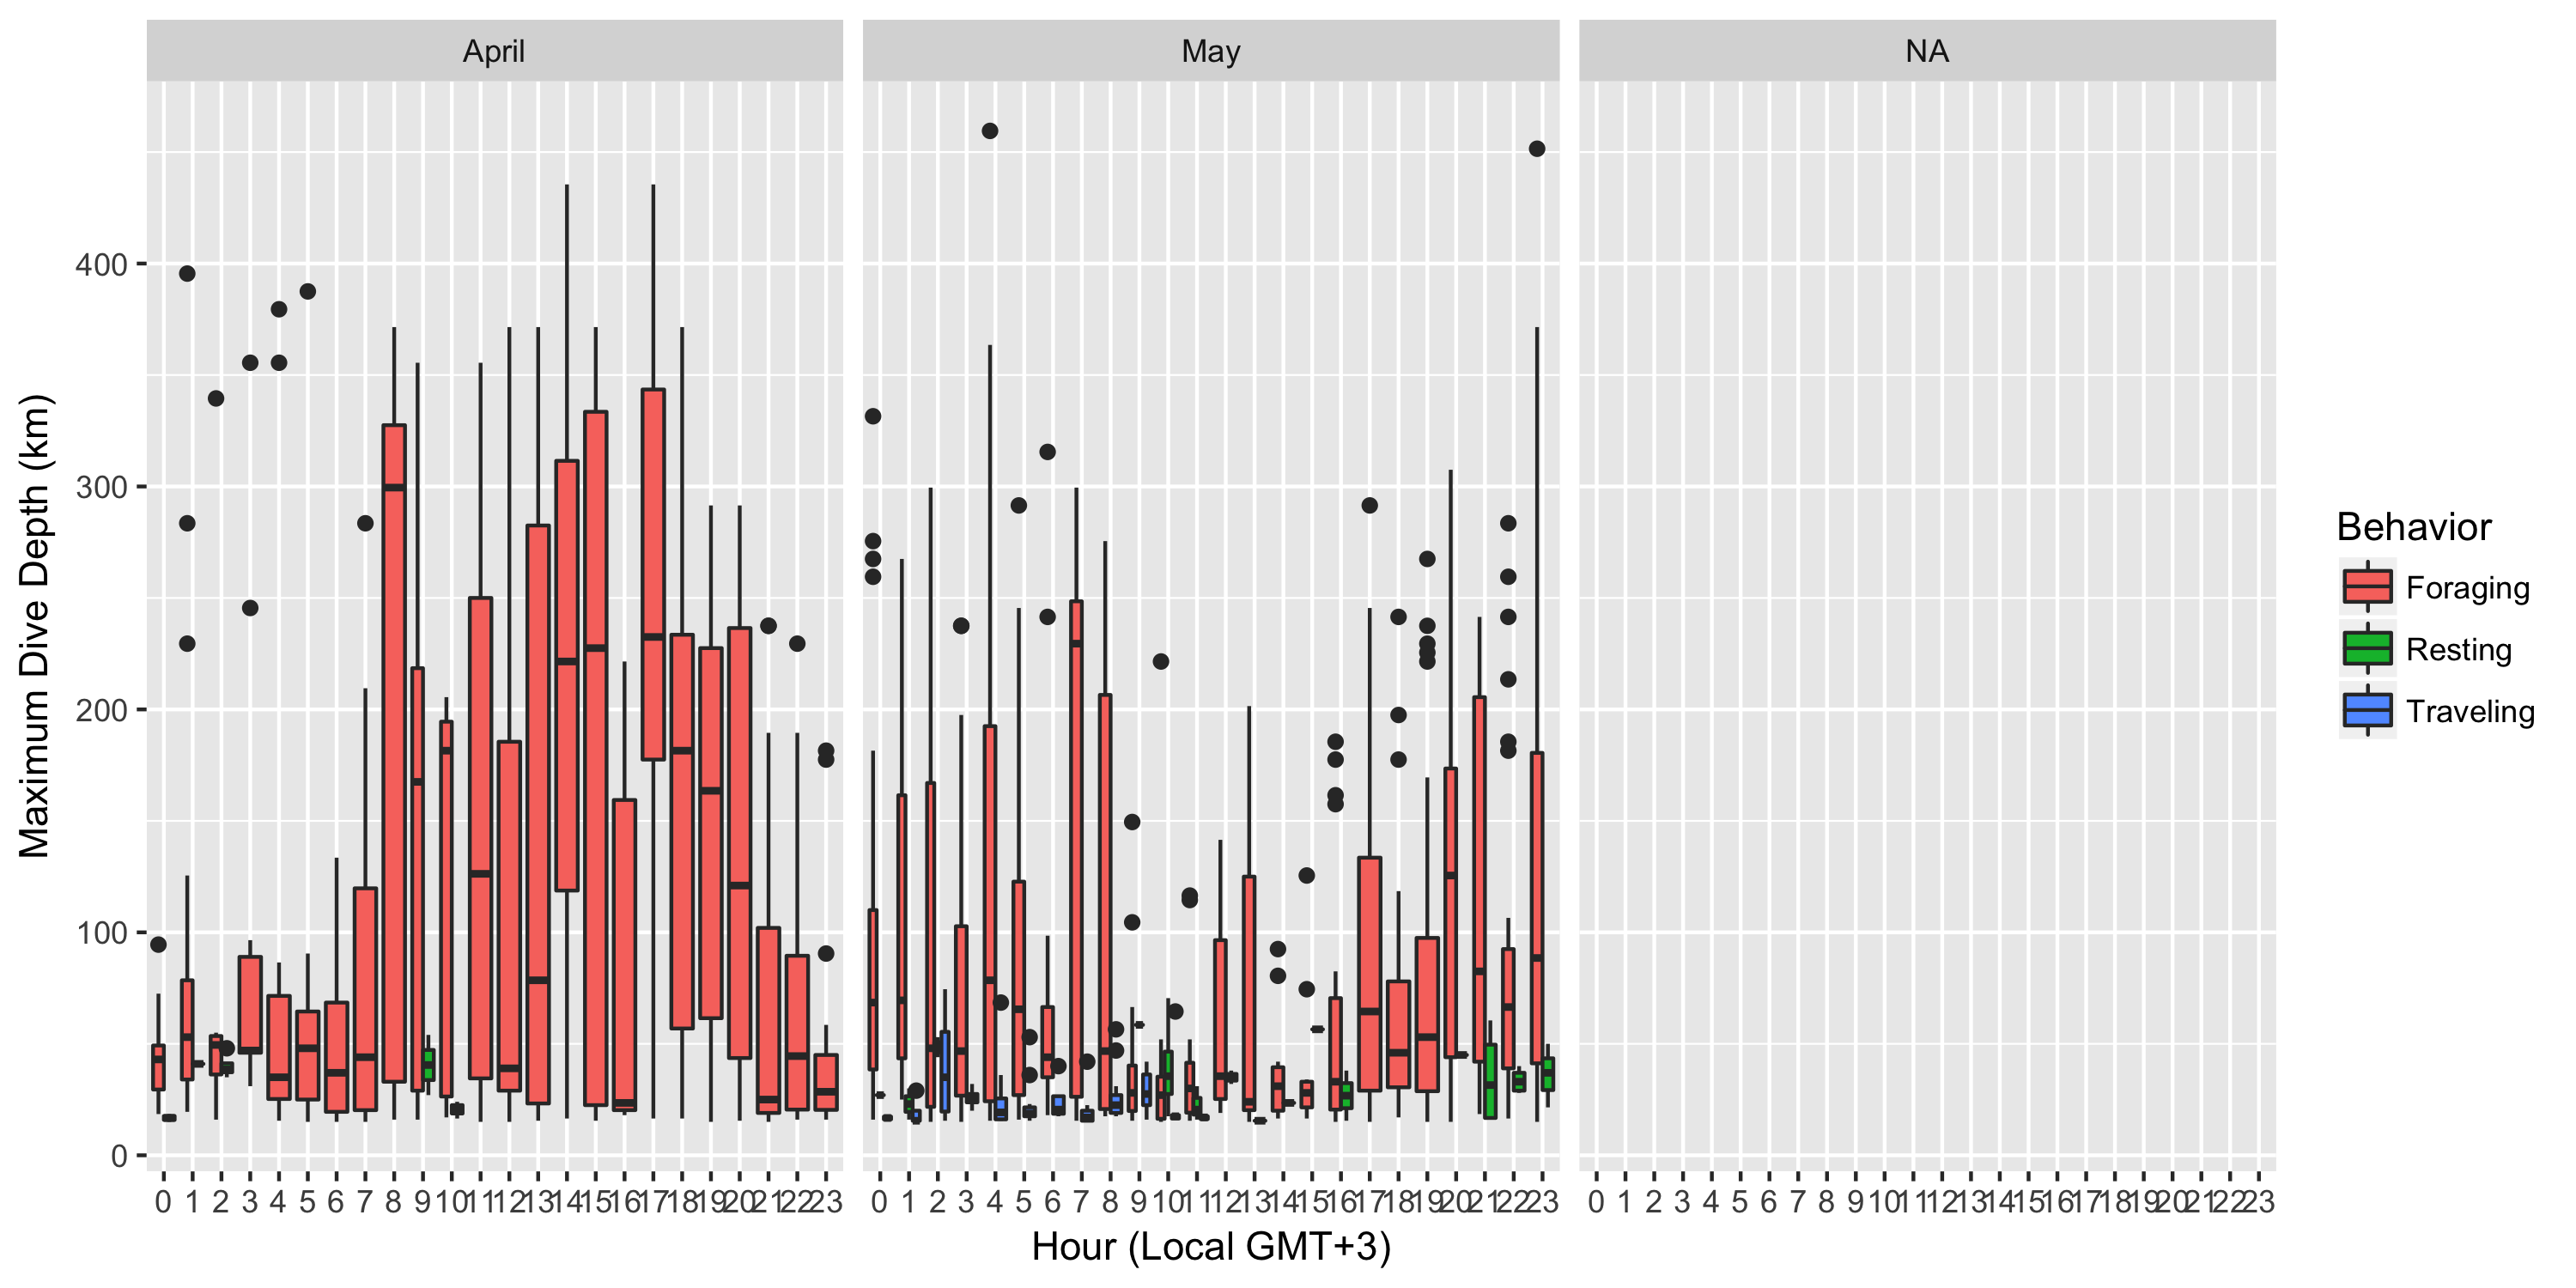 April May NA
Maximum Dive Depth (km)
400
300
200
100
0
0 1 2 3 4 5 6 7 8 9 10 11 12 13 14 15 16 17 18 19 20 21 22 23
0 1 2 3 4 5 6 7 8 9 10 11 12 13 14 15 16 17 18 19 20 21 22 23
0 1 2 3 4 5 6 7 8 9 10 11 12 13 14 15 16 17 18 19 20 21 22 23
Hour (Local GMT+3)
Behavior
Foraging
Resting
Traveling